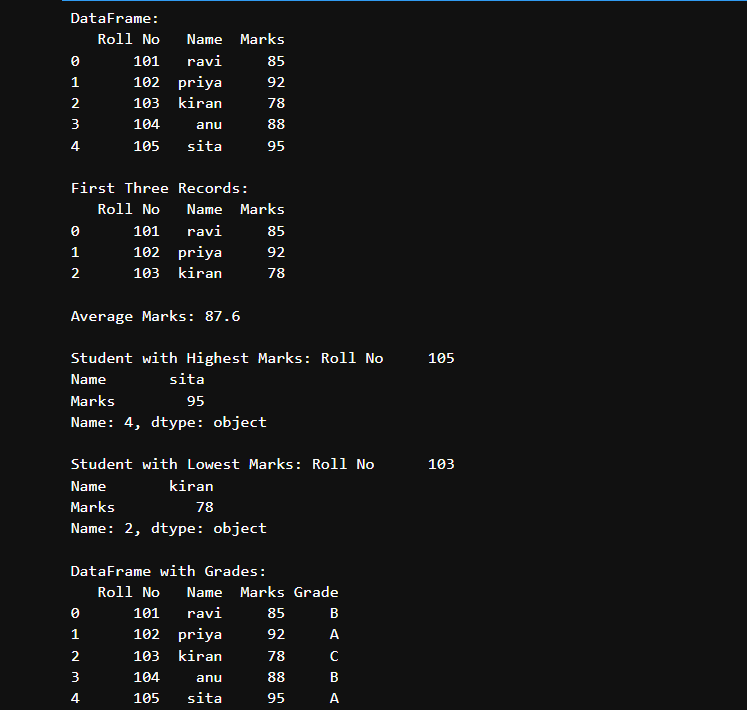 DataFrame:
   Roll No   Name  Marks
0      101   ravi     85
1      102  priya     92
2      103  kiran     78
3      104    anu     88
4      105   sita     95

First Three Records:
   Roll No   Name  Marks
0      101   ravi     85
1      102  priya     92
2      103  kiran     78

Average Marks: 87.6

Student with Highest Marks: Roll No     105
Name       sita
Marks        95
Name: 4, dtype: object

Student with Lowest Marks: Roll No      103
Name       kiran
Marks         78
Name: 2, dtype: object

DataFrame with Grades:
   Roll No   Name  Marks Grade
0      101   ravi     85     B
1      102  priya     92     A
2      103  kiran     78     C
3      104    anu     88     B
4      105   sita     95     A